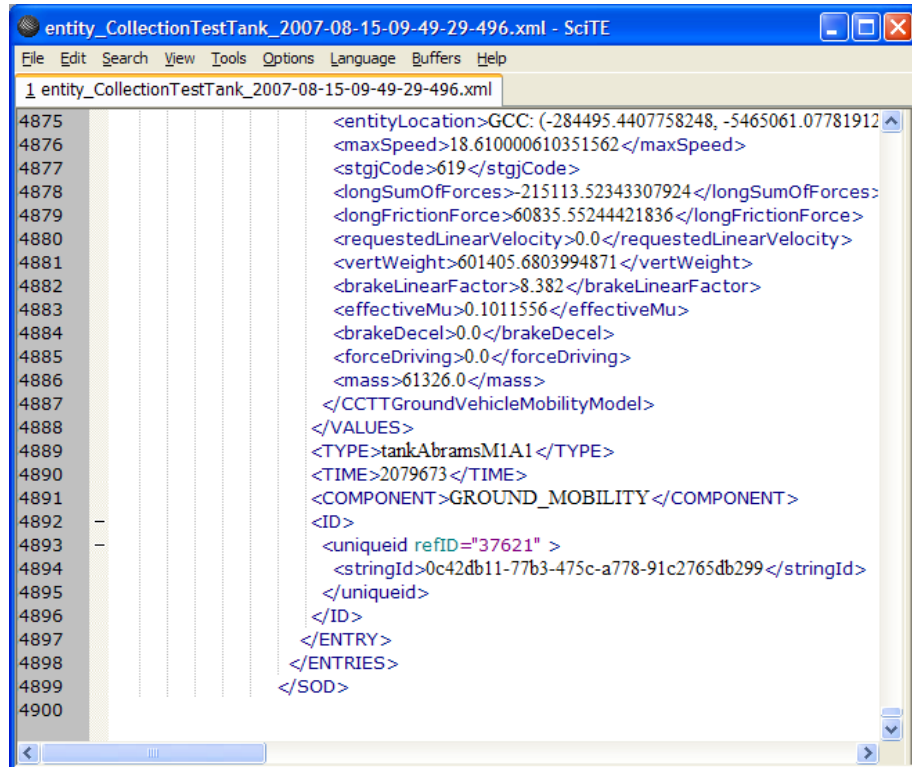 entity_CollectionTestTank_2007-08-15-09-49-29-496.xml - SciTE
File Edit Search View Tools Options Language Buffers Help
1 entity_CollectionTestTank_2007-08-15-09-49-29-496.xml
4875 <entityLocation>GCC: (-284495.4407758248, -5465061.07781912
4876 <maxSpeed>18.610000610351562</maxSpeed>
4877 <stgjCode>619</stgjCode>
4878 <longSumOfForces>-215113.52343307924</longSumOfForces>
4879 <longFrictionForce>60835.55244421836</longFrictionForce>
4880 <requestedLinearVelocity>0.0</requestedLinearVelocity>
4881 <vertWeight>601405.6803994871</vertWeight>
4882 <brakeLinearFactor>8.382</brakeLinearFactor>
4883 <effectiveMu>0.1011556</effectiveMu>
4884 <brakeDecel>0.0</brakeDecel>
4885 <forceDriving>0.0</forceDriving>
4886 <mass>61326.0</mass>
4887 </CCTTGroundVehicleMobilityModel>
4888 </VALUES>
4889 <TYPE>tankAbramsM1A1</TYPE>
4890 <TIME>2079673</TIME>
4891 <COMPONENT>GROUND_MOBILITY</COMPONENT>
4892 <ID>
4893 <uniqueid refID="37621" >
4894 <stringId>0c42db11-77b3-475c-a778-91c2765db299</stringId>
4895 </uniqueid>
4896 </ID>
4897 </ENTRY>
4898 </ENTRIES>
4899 </SOD>
4900